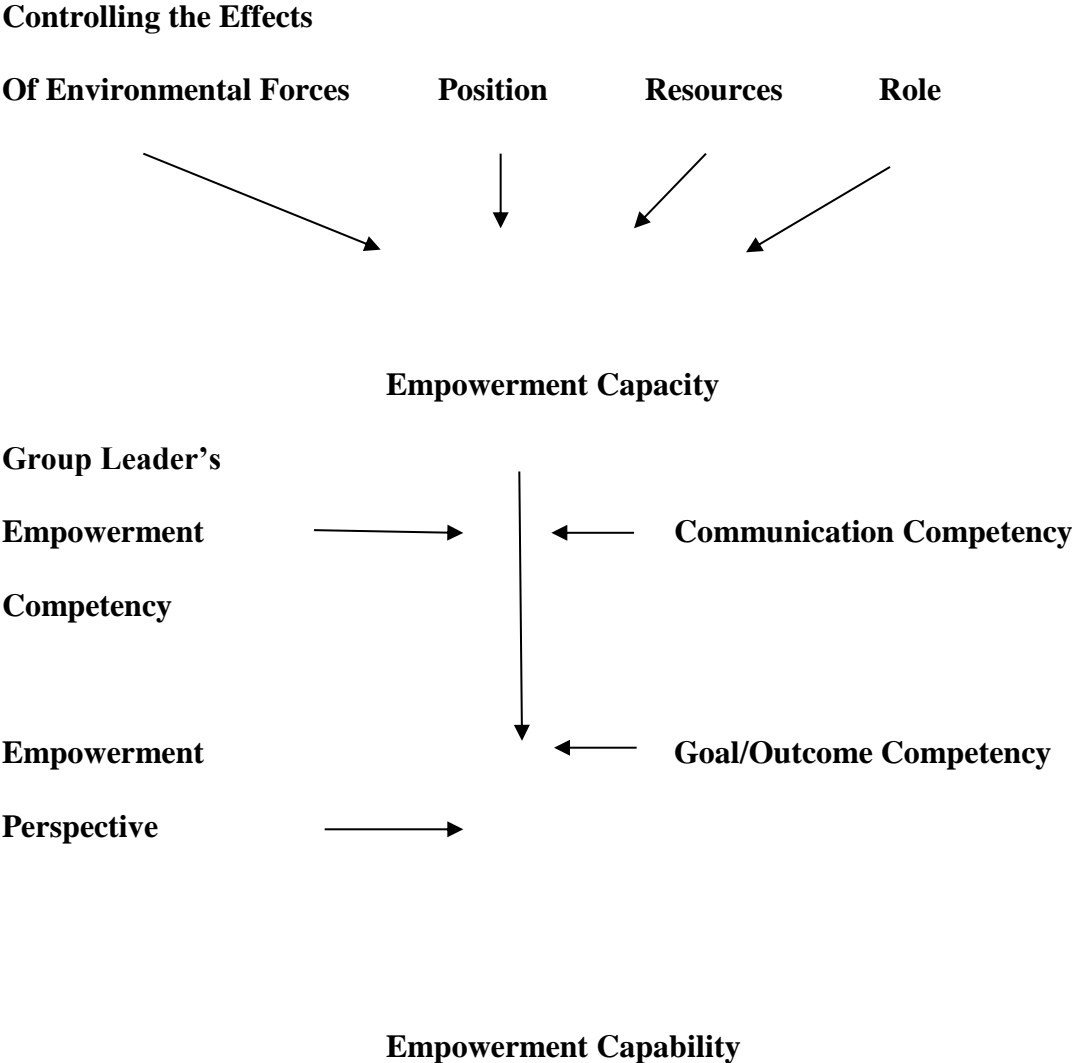 Controlling the Effects
Of Environmental Forces Position Resources Role
Empowerment Capacity
Group Leader’s
Empowerment Communication Competency
Competency
Empowerment Goal/Outcome Competency
Perspective
Empowerment Capability